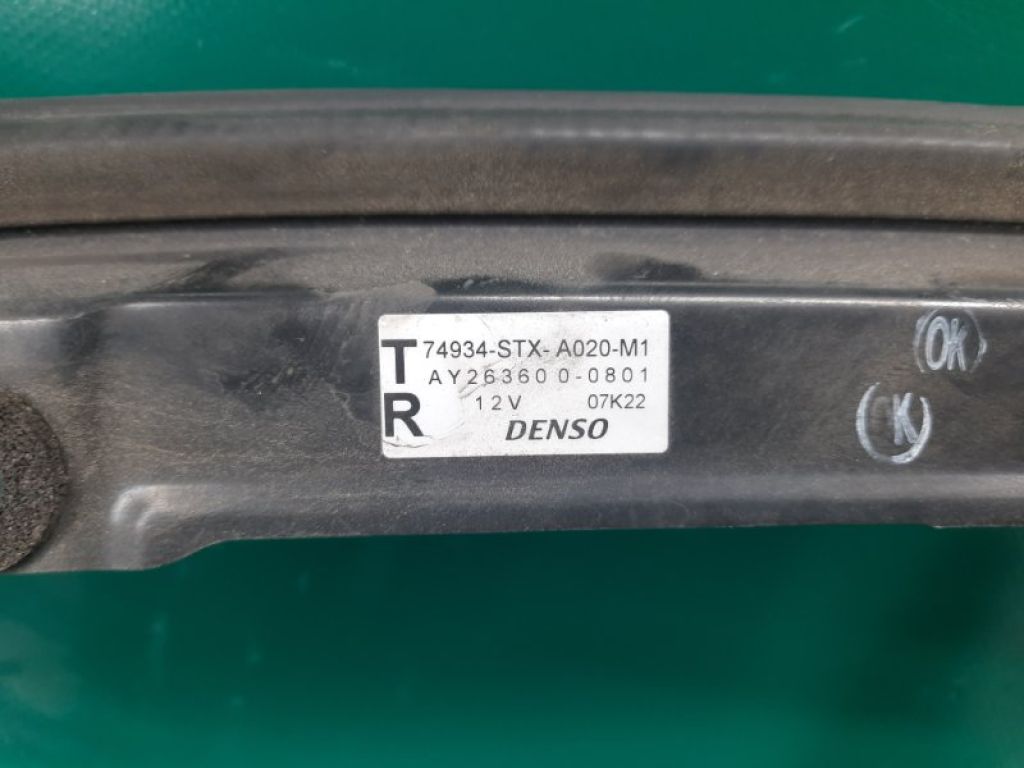 T 74934-STX- A020-M1
AY263600-0801
R 12V 07K22
DENSO
OK
K